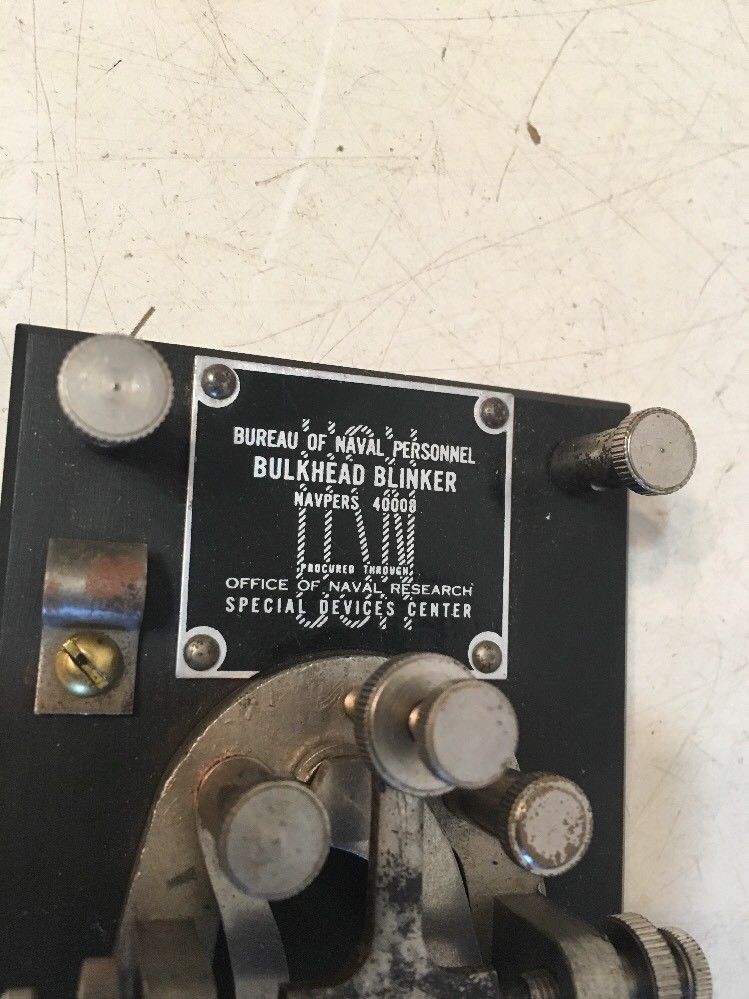 BUREAU OF NAVAL PERSONNEL
BULKHEAD BLINKER
NAVPERS 40008
USN
PROCURED THROUGH
OFFICE OF NAVAL RESEARCH
SPECIAL DEVICES CENTER